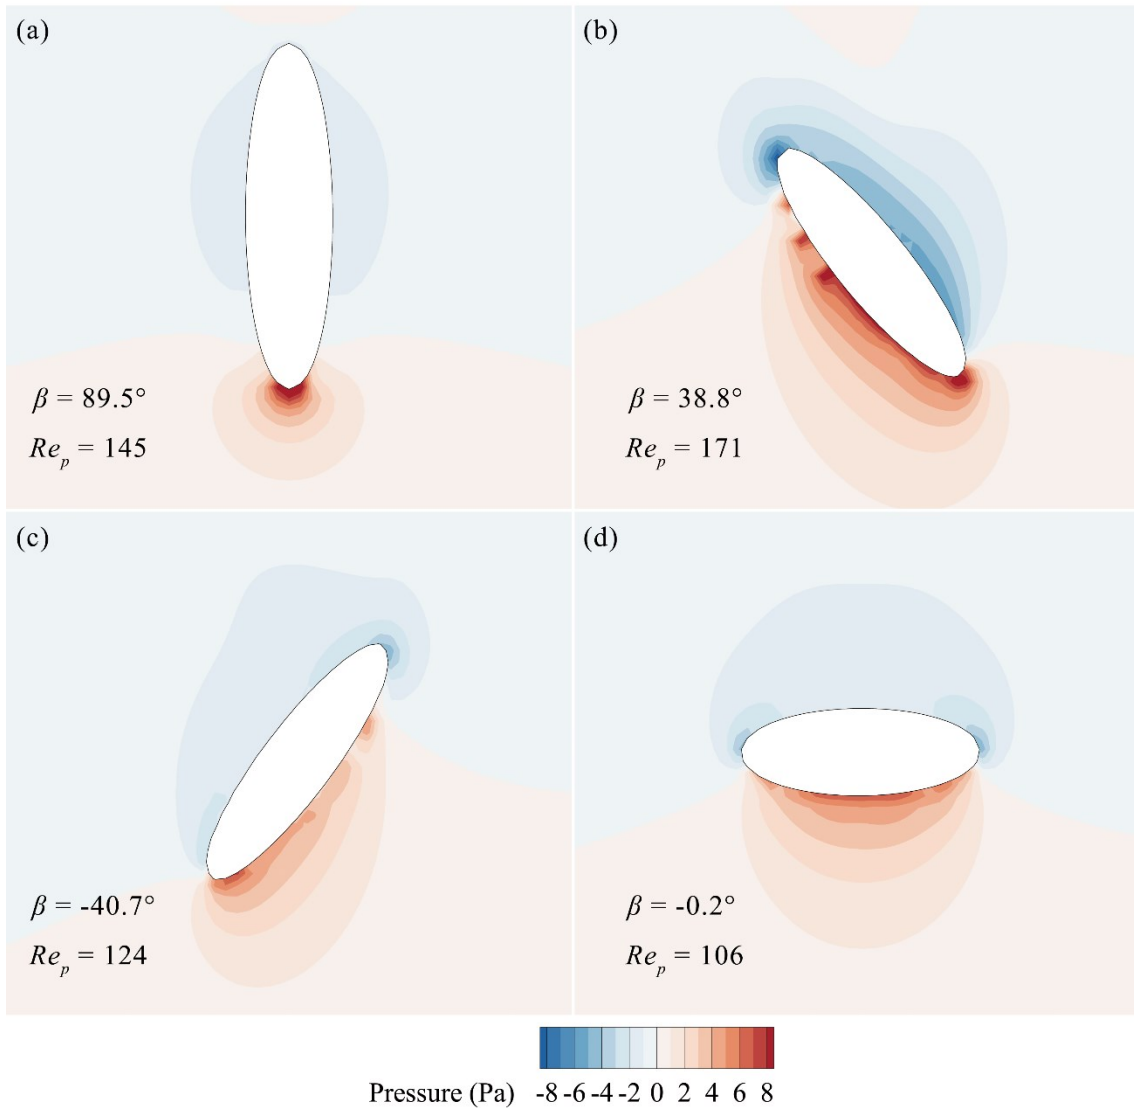 (a)
β = 89.5°
Re_p = 145
(b)
β = 38.8°
Re_p = 171
(c)
β = -40.7°
Re_p = 124
(d)
β = -0.2°
Re_p = 106
Pressure (Pa) -8 -6 -4 -2 0 2 4 6 8